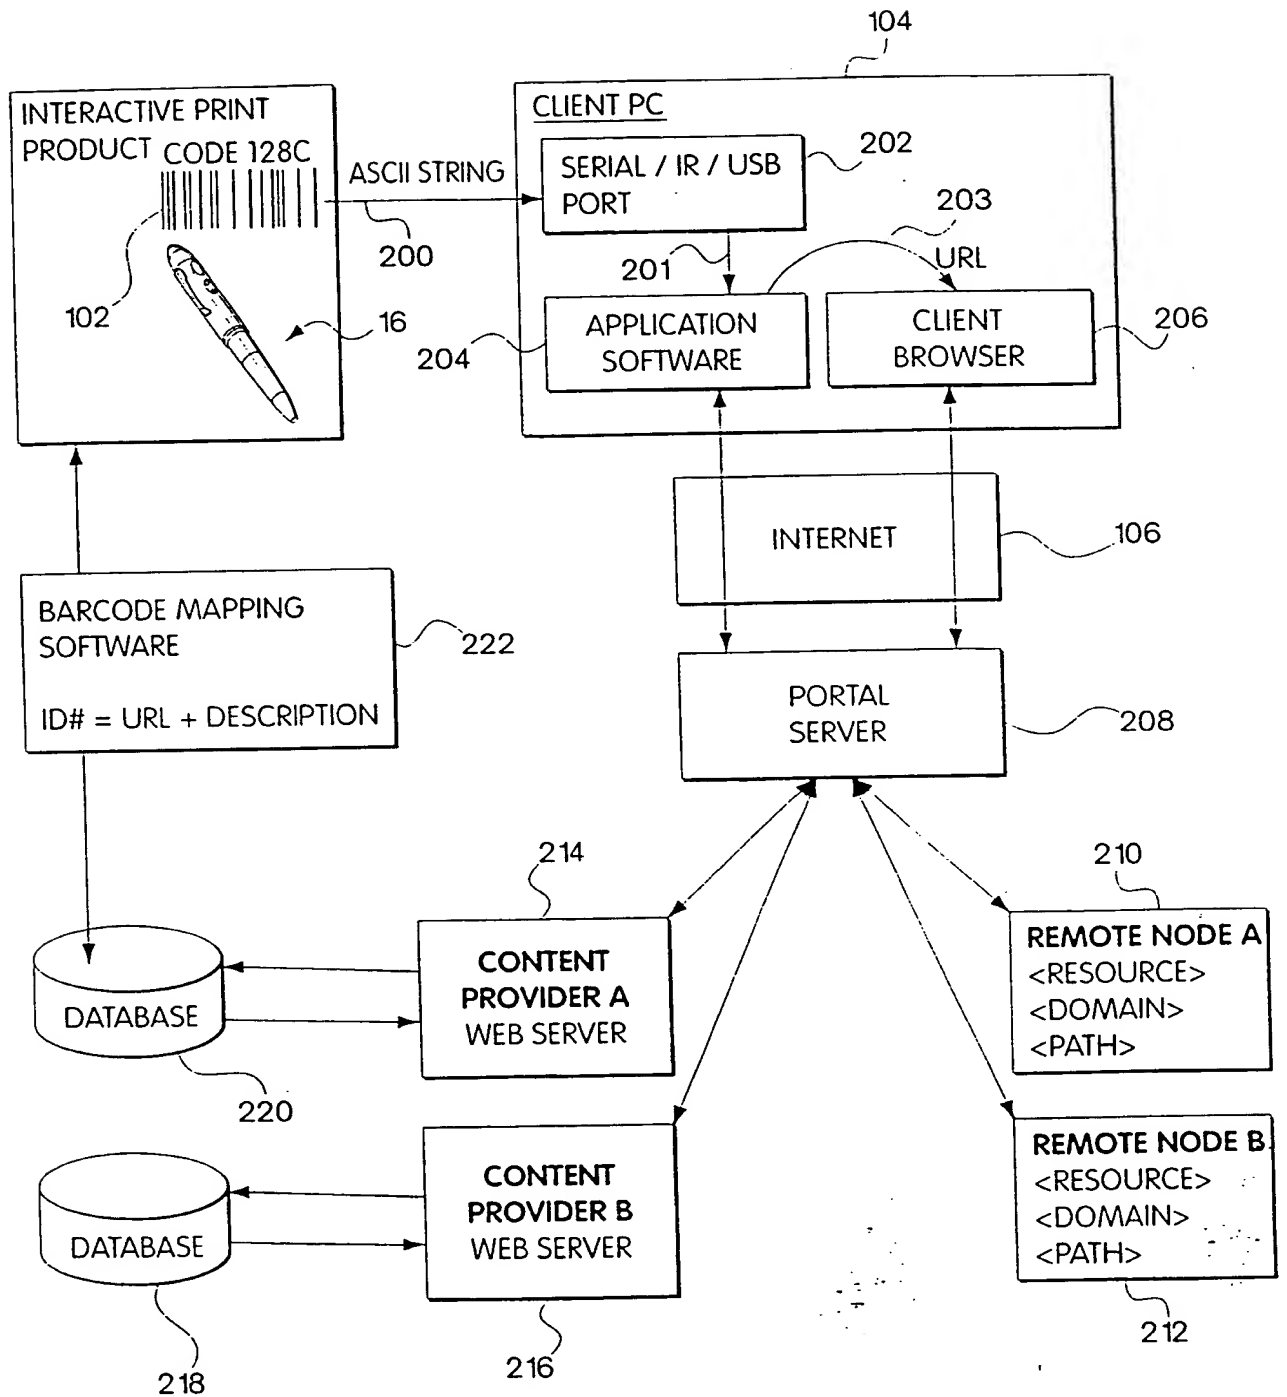 104
INTERACTIVE PRINT
PRODUCT
CODE 128C
102
16
ASCII STRING
200
CLIENT PC
SERIAL / IR / USB
PORT
202
201
203
URL
APPLICATION
SOFTWARE
204
CLIENT
BROWSER
206
INTERNET
106
BARCODE MAPPING
SOFTWARE
ID# = URL + DESCRIPTION
222
PORTAL
SERVER
208
214
CONTENT
PROVIDER A
WEB SERVER
DATABASE
220
210
REMOTE NODE A
<RESOURCE>
<DOMAIN>
<PATH>
CONTENT
PROVIDER B
WEB SERVER
216
DATABASE
218
REMOTE NODE B
<RESOURCE>
<DOMAIN>
<PATH>
212